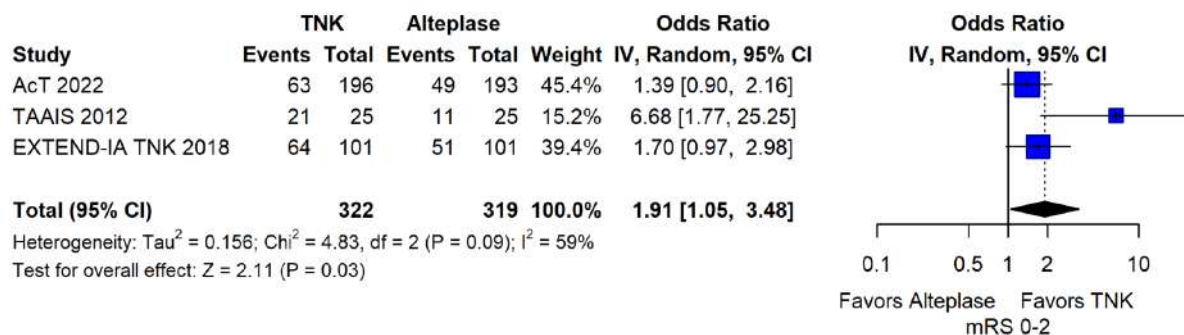 TNK Alteplase Odds Ratio Odds Ratio
Study Events Total Events Total Weight IV, Random, 95% CI IV, Random, 95% CI
AcT 2022 63 196 49 193 45.4% 1.39 [0.90, 2.16]
TAAIS 2012 21 25 11 25 15.2% 6.68 [1.77, 25.25]
EXTEND-IA TNK 2018 64 101 51 101 39.4% 1.70 [0.97, 2.98]
Total (95% CI) 322 319 100.0% 1.91 [1.05, 3.48]
Heterogeneity: Tau² = 0.156; Chi² = 4.83, df = 2 (P = 0.09); I² = 59%
Test for overall effect: Z = 2.11 (P = 0.03)
0.1 0.5 1 2 10
Favors Alteplase Favors TNK
mRS 0-2